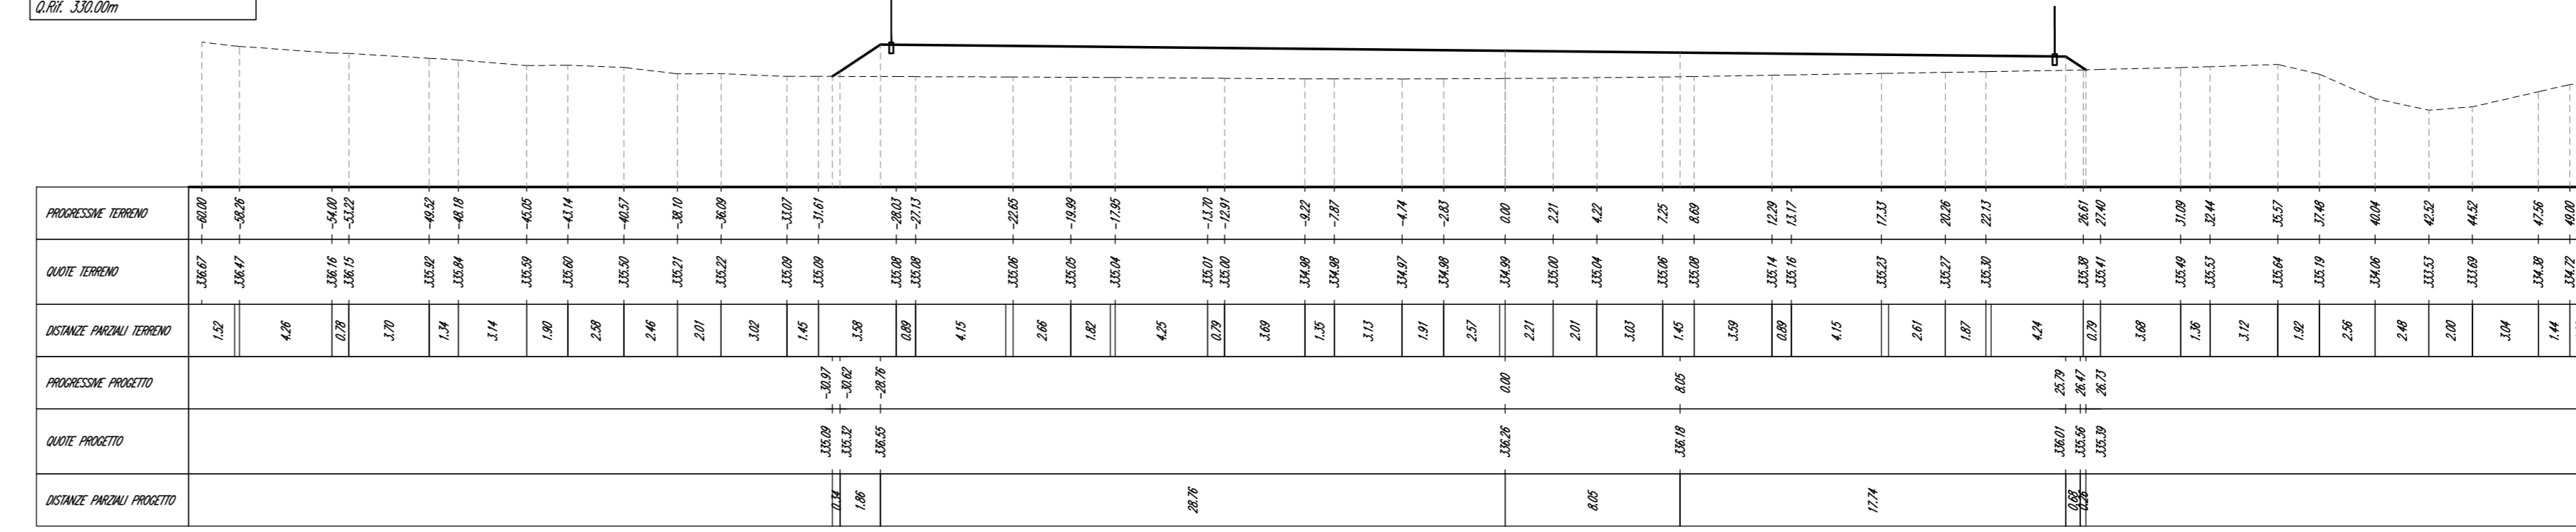 Q.Rif. 330.00m
PROGRESSIVE TERRENO -60.00 -58.26 -54.00 -53.22 -49.52 -48.18 -45.05 -43.14 -40.57 -38.10 -36.09 -33.07 -31.61 -28.03 -27.13 -22.65 -19.99 -17.95 -13.70 -12.91 -9.22 -7.87 -4.74 -2.83 0.00 2.21 4.22 7.25 8.69 12.29 13.17 17.33 20.26 22.13 26.61 27.40 31.09 32.44 35.57 37.48 40.04 42.52 44.52 47.56 49.00
QUOTE TERRENO 336.67 336.47 336.16 336.15 335.92 335.84 335.59 335.60 335.50 335.21 335.22 335.09 335.09 335.08 335.08 335.06 335.05 335.04 335.01 335.00 334.98 334.98 334.97 334.98 334.99 335.00 335.04 335.06 335.08 335.14 335.16 335.23 335.27 335.30 335.38 335.41 335.49 335.53 335.64 335.19 334.06 333.53 333.69 334.38 334.72
DISTANZE PARZIALI TERRENO 1.52 4.26 0.78 3.70 1.34 3.14 1.90 2.58 2.46 2.01 3.02 1.45 3.58 0.89 4.15 2.66 1.82 4.25 0.79 3.69 1.35 3.13 1.91 2.57 2.21 2.01 3.03 1.45 3.59 0.89 4.15 2.61 1.87 4.24 0.79 3.68 1.36 3.12 1.92 2.56 2.48 2.00 3.04 1.44
PROGRESSIVE PROGETTO -30.97 -30.62 -28.76 0.00 8.05 25.79 26.47 26.73
QUOTE PROGETTO 335.09 335.32 336.55 336.26 336.18 336.01 335.56 335.39
DISTANZE PARZIALI PROGETTO 0.34 1.86 28.76 8.05 17.74 0.68 0.26